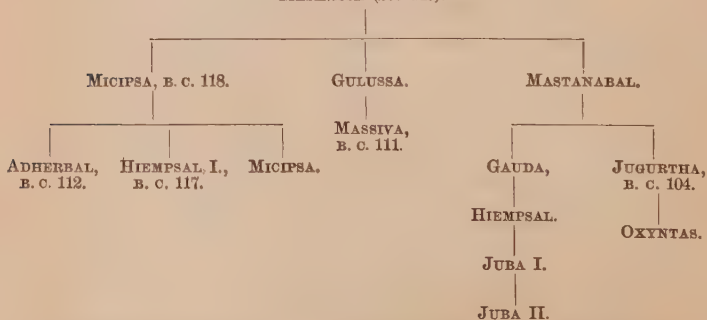 MICIPSA, B. C. 118. GULUSSA. MASTANABAL.
MASSIVA,
B. C. 111.
ADHERBAL, HIEMPSAL, I., MICIPSA. GAUDA, JUGURTHA,
B. C. 112. B. C. 117. B. C. 104.
HIEMPSAL. OXYNTAS.
JUBA I.
JUBA II.